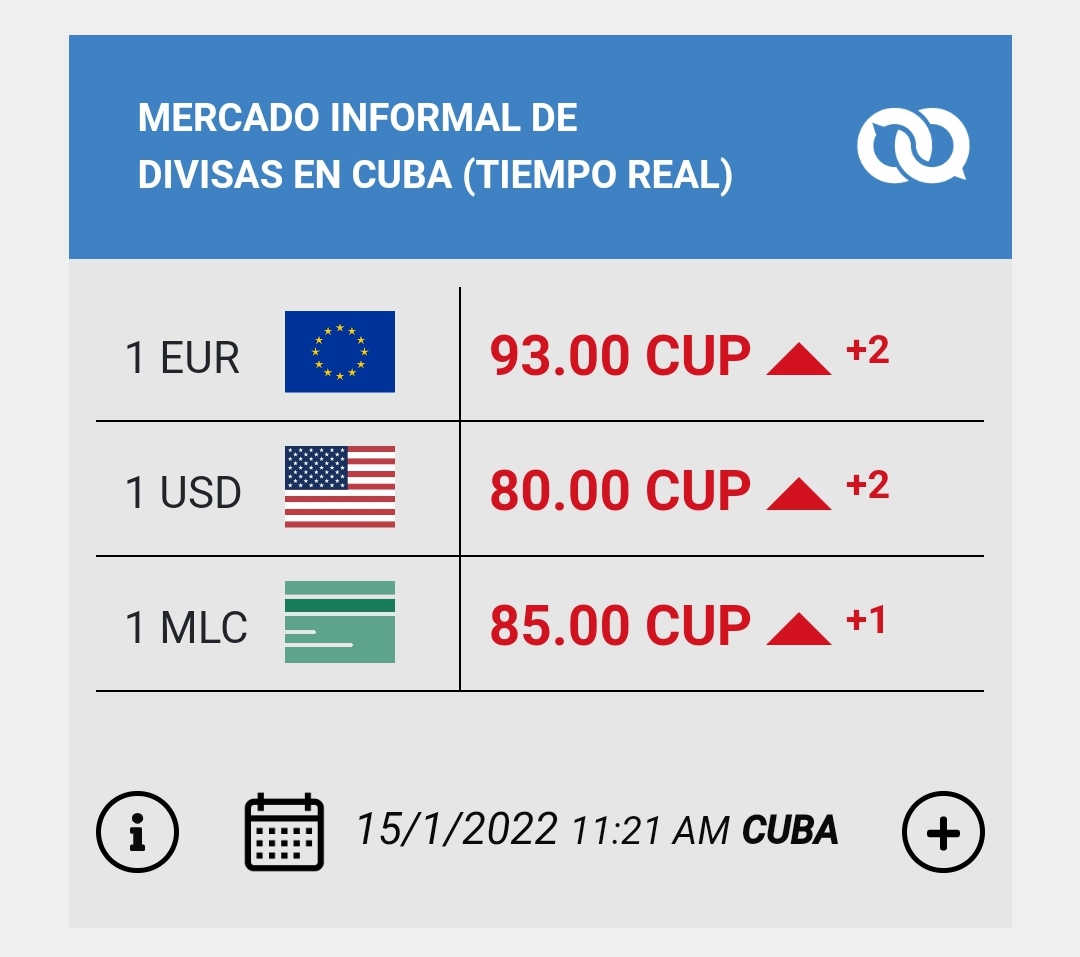 MERCADO INFORMAL DE
DIVISAS EN CUBA (TIEMPO REAL)
1 EUR 93.00 CUP +2
1 USD 80.00 CUP +2
1 MLC 85.00 CUP +1
15/1/2022 11:21 AM CUBA